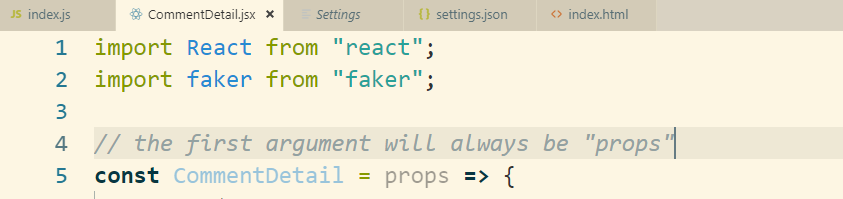 JS index.js CommentDetail.jsx × Settings {} settings.json <> index.html
1 import React from "react";
2 import faker from "faker";
3
4 // the first argument will always be "props"
5 const CommentDetail = props => {